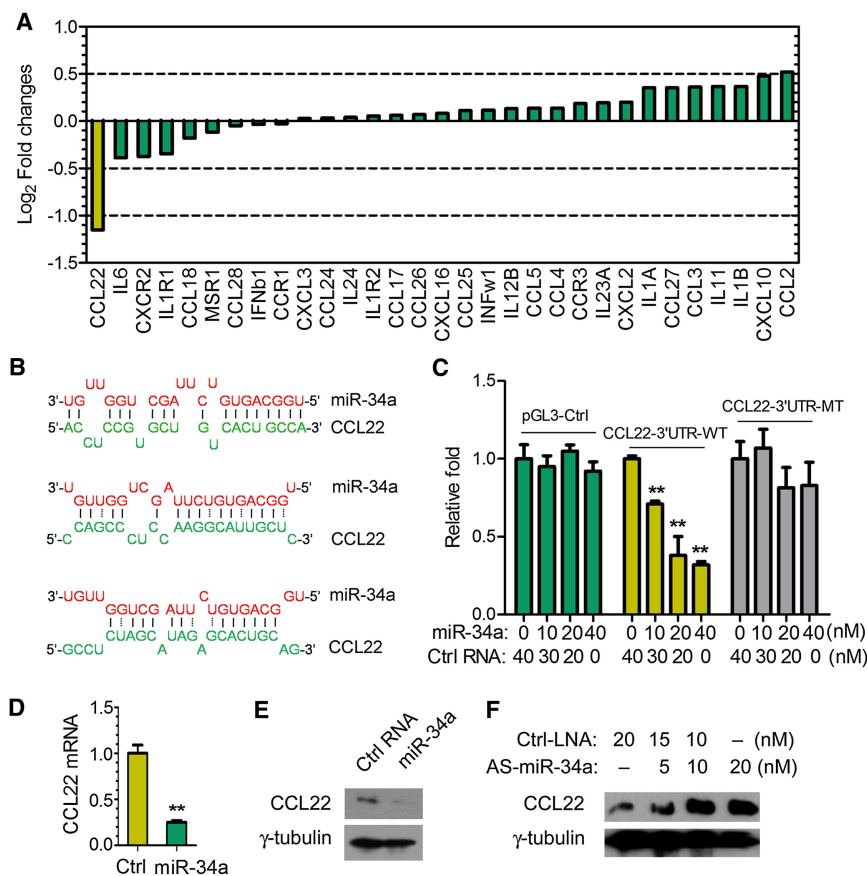 A
Log2 Fold changes
1.0
0.5
0.0
-0.5
-1.0
-1.5
CCL22
IL6
CXCR2
IL1R1
CCL18
MSR1
CCL28
IFNb1
CCR1
CXCL3
CCL24
IL24
IL1R2
CCL17
CCL26
CXCL16
CCL25
INFw1
IL12B
CCL5
CCL4
CCR3
IL23A
CXCL2
IL1A
CCL27
CCL3
IL11
IL1B
CXCL10
CCL2
B
UU UU U
3'-UG GGU CGA C GUGACGGU-5' miR-34a
5'-AC CCG GCU G CACUGCCA-3' CCL22
CU U U
3'-U UC A U-5' miR-34a
GUUGG G UUCUGUGACGG
CCAGCC C AAGGCAUUGCU
5'-C CU C C-3' CCL22
3'-UGUU C GU-5' miR-34a
GGUCG AUU UGUGACG
CUAGC UAG GCACUGC
5'-GCCU A A AG-3' CCL22
C
Relative fold
1.5
1.0
0.5
0.0
pGL3-Ctrl
CCL22-3'UTR-WT
CCL22-3'UTR-MT
** ** **
miR-34a: 0 10 20 40 0 10 20 40 0 10 20 40 (nM)
Ctrl RNA: 40 30 20 0 40 30 20 0 40 30 20 0 (nM)
D
CCL22 mRNA
1.5
1.0
0.5
0.0
**
Ctrl miR-34a
E
Ctrl RNA
miR-34a
CCL22
γ-tubulin
F
Ctrl-LNA: 20 15 10 – (nM)
AS-miR-34a: – 5 10 20 (nM)
CCL22
γ-tubulin